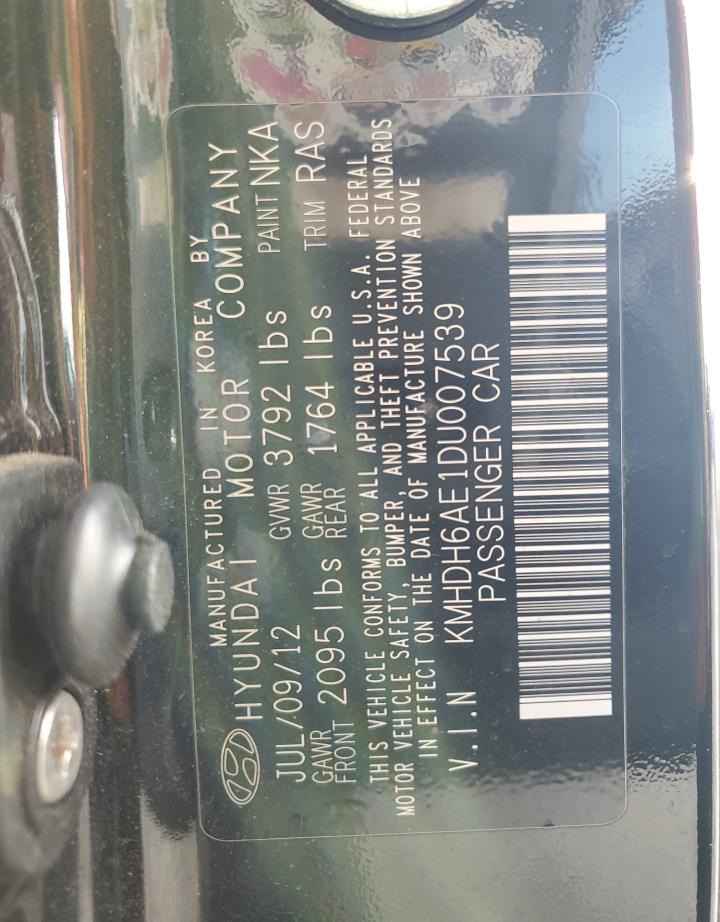 MANUFACTURED IN KOREA BY
HYUNDAI MOTOR COMPANY
JUL/09/12 GVWR 3792 lbs PAINT NKA
GAWR FRONT 2095 lbs GAWR REAR 1764 lbs TRIM RAS
THIS VEHICLE CONFORMS TO ALL APPLICABLE U.S.A. FEDERAL
MOTOR VEHICLE SAFETY, BUMPER, AND THEFT PREVENTION STANDARDS
IN EFFECT ON THE DATE OF MANUFACTURE SHOWN ABOVE
V.I.N KMHDH6AE1DU007539
PASSENGER CAR